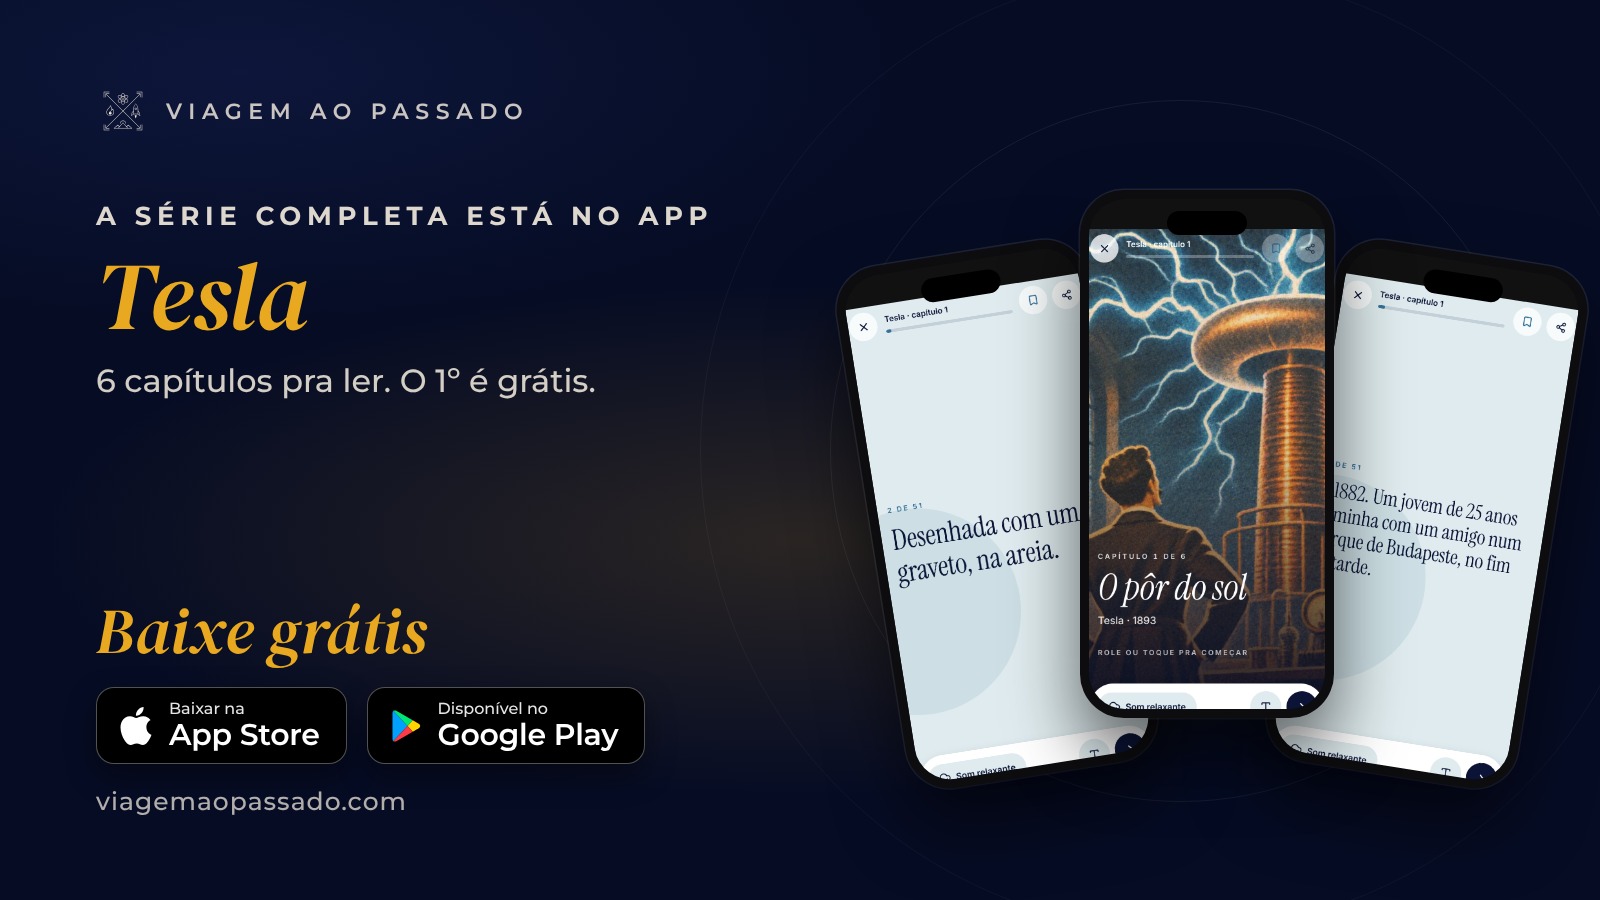 VIAGEM AO PASSADO
A SÉRIE COMPLETA ESTÁ NO APP
Tesla
6 capítulos pra ler. O 1º é grátis.
Baixe grátis
Baixar na
App Store
Disponível no
Google Play
viagemaopassado.com
Tesla · capítulo 1
2 DE 51
Desenhada com um
graveto, na areia.
Som relaxante
T
Tesla · capítulo 1
CAPÍTULO 1 DE 6
O pôr do sol
Tesla · 1893
ROLE OU TOQUE PRA COMEÇAR
Som relaxante
T
Tesla · capítulo 1
DE 51
1882. Um jovem de 25 anos
minha com um amigo num
rque de Budapeste, no fim
tarde.
Som relaxante
T